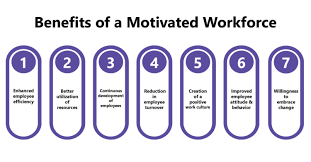 Benefits of a Motivated Workforce
1
Enhanced
employee
efficiency
2
Better
utilization
of
resources
3
Continuous
development
of
employees
4
Reduction
in
employee
turnover
5
Creation
of a
positive
work culture
6
Improved
employee
attitude &
behavior
7
Willingness
to
embrace
change